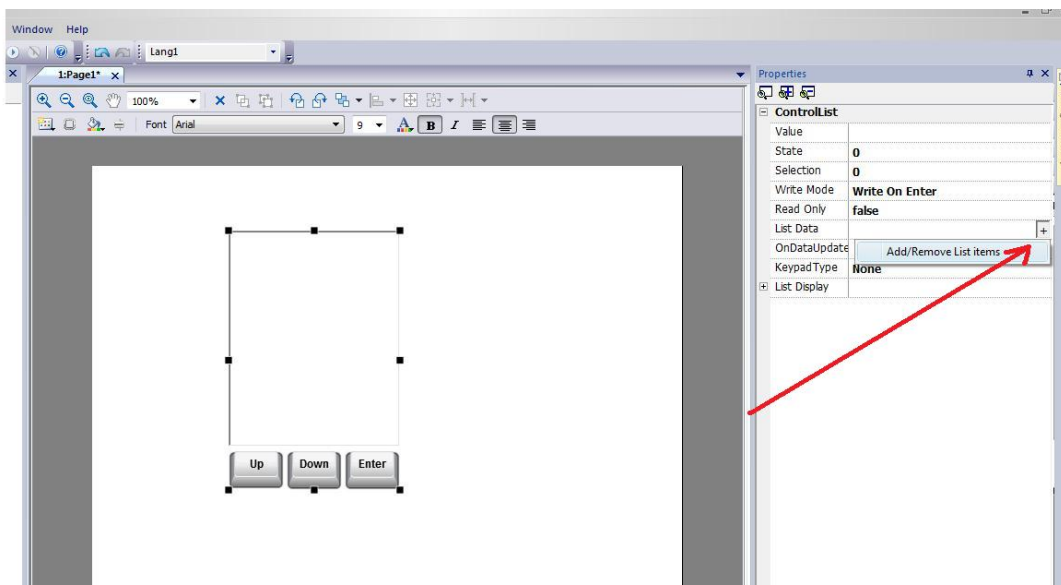 Window Help
Lang1
1:Page1*
Properties
100%
Font Arial 9 B I
ControlList
Value
State 0
Selection 0
Write Mode Write On Enter
Read Only false
List Data +
OnDataUpdate
Add/Remove List items
KeypadType None
List Display
Up Down Enter